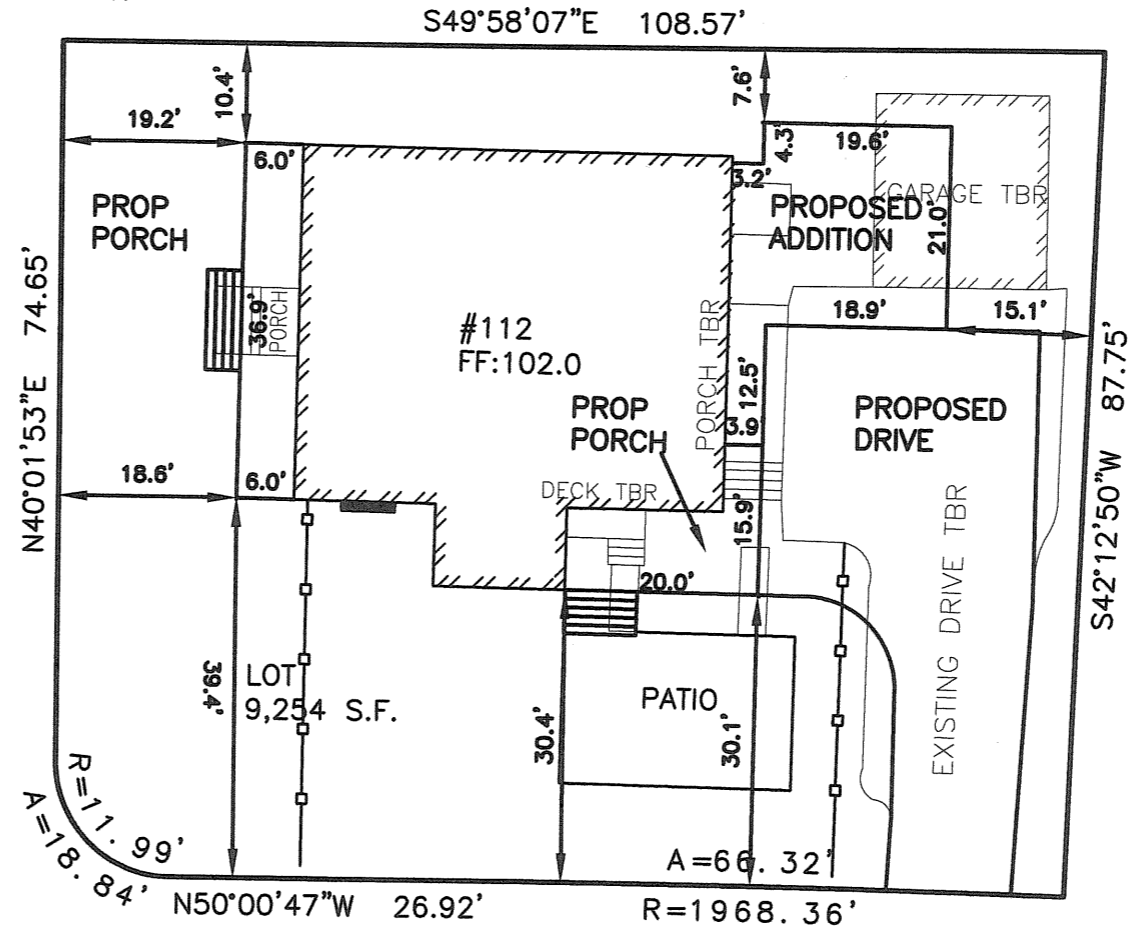 S49°58'07"E 108.57'
10.4'
7.6'
19.2'
6.0'
4.3'
19.6'
3.2'
GARAGE TBR
PROP
PORCH
PROPOSED
ADDITION
21.0'
N40°01'53"E 74.65'
36.9'
PORCH
#112
FF:102.0
PORCH TBR
18.9'
15.1'
S42°12'50"W 87.75'
12.5'
PROP
PORCH
3.9'
PROPOSED
DRIVE
18.6'
6.0'
DECK TBR
15.9'
20.0'
EXISTING DRIVE TBR
39.4'
LOT
9,254 S.F.
PATIO
30.4'
30.1'
R=11.99'
A=18.84'
A=66.32'
N50°00'47"W 26.92'
R=1968.36'